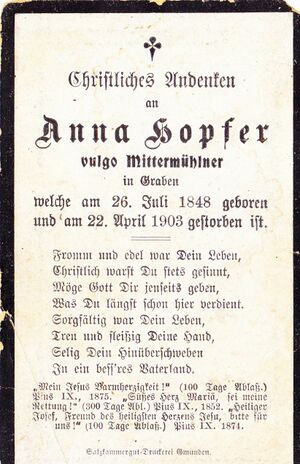 Christliches Andenken
an
Anna Hopfer
vulgo Mittermühlner
in Graben
welche am 26. Juli 1848 geboren
und am 22. April 1903 gestorben ist.
Fromm und edel war Dein Leben,
Christlich warst Du stets gesinnt,
Möge Gott Dir jenseits geben,
Was Du längst schon hier verdient.
Sorgfältig war Dein Leben,
Treu und fleißig Deine Hand,
Selig Dein Hinüberschweben
In ein bess'res Vaterland.
„Mein Jesus Barmherzigkeit!" (100 Tage Ablaß.)
Pius IX., 1875. „Süßes Herz Mariä, sei meine
Rettung!" (300 Tage Abl.) Pius IX., 1852. „Heiliger
Josef, Freund des heiligsten Herzens Jesu, bitt für
uns!" (100 Tage Abl.) Pius IX. 1874.
Salzkammergut-Druckerei Gmunden.